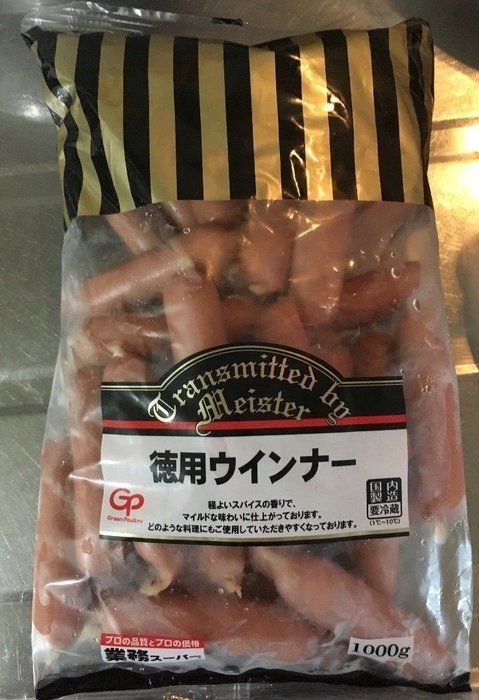 Transmitted by
Meister
徳用ウインナー
GP
Green Poultry
程よいスパイスの香りで、
マイルドな味わいに仕上がっております。
どのような料理にもご使用していただきやすくなっております。
国内
製造
要冷蔵
(1℃~10℃)
プロの品質とプロの価格
業務スーパー
1000g